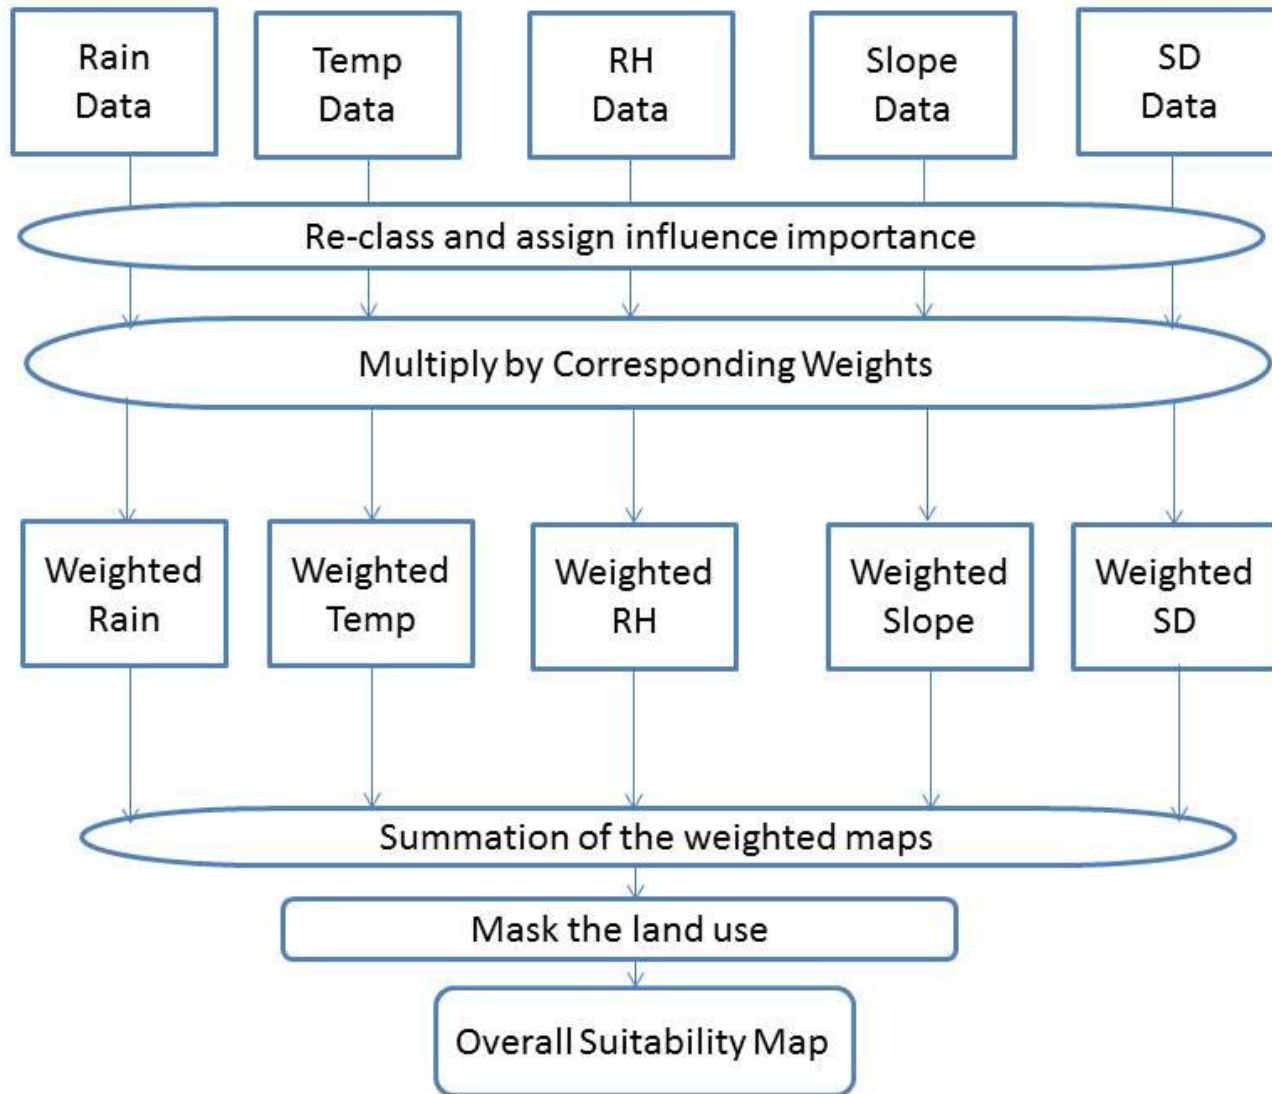 Rain
Data
Temp
Data
RH
Data
Slope
Data
SD
Data
Re-class and assign influence importance
Multiply by Corresponding Weights
Weighted
Rain
Weighted
Temp
Weighted
RH
Weighted
Slope
Weighted
SD
Summation of the weighted maps
Mask the land use
Overall Suitability Map